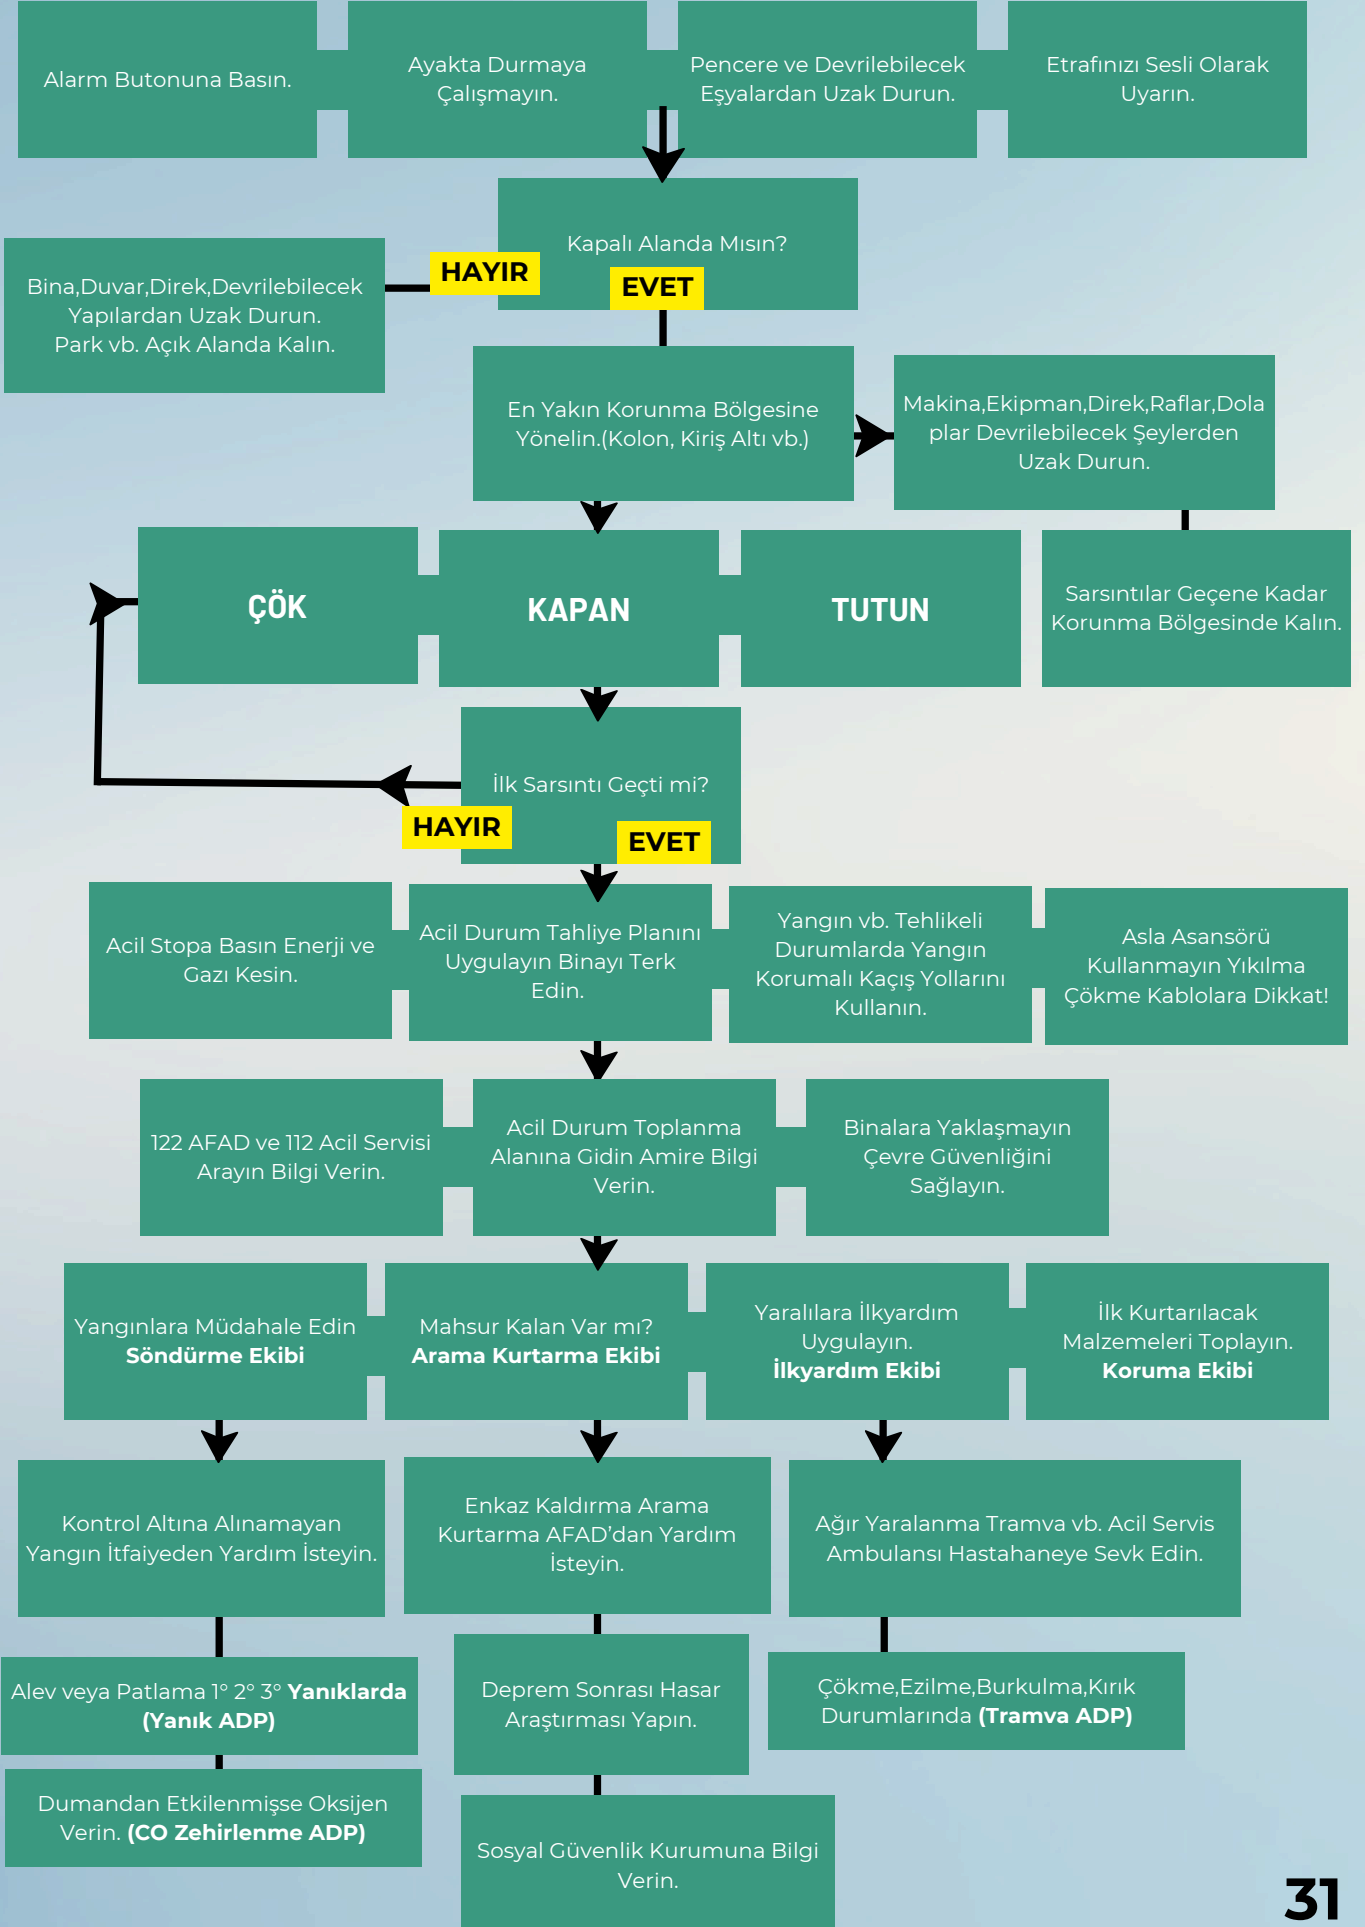 Alarm Butonuna Basın.
Ayakta Durmaya
Çalışmayın.
Pencere ve Devrilebilecek
Eşyalardan Uzak Durun.
Etrafınızı Sesli Olarak
Uyarın.
Kapalı Alanda Mısın?
HAYIR
EVET
Bina,Duvar,Direk,Devrilebilecek
Yapılardan Uzak Durun.
Park vb. Açık Alanda Kalın.
En Yakın Korunma Bölgesine
Yönelin.(Kolon, Kiriş Altı vb.)
Makina,Ekipman,Direk,Raflar,Dola
plar Devrilebilecek Şeylerden
Uzak Durun.
ÇÖK
KAPAN
TUTUN
Sarsıntılar Geçene Kadar
Korunma Bölgesinde Kalın.
İlk Sarsıntı Geçti mi?
HAYIR
EVET
Acil Stopa Basın Enerji ve
Gazı Kesin.
Acil Durum Tahliye Planını
Uygulayın Binayı Terk
Edin.
Yangın vb. Tehlikeli
Durumlarda Yangın
Korumalı Kaçış Yollarını
Kullanın.
Asla Asansörü
Kullanmayın Yıkılma
Çökme Kablolara Dikkat!
122 AFAD ve 112 Acil Servisi
Arayın Bilgi Verin.
Acil Durum Toplanma
Alanına Gidin Amire Bilgi
Verin.
Binalara Yaklaşmayın
Çevre Güvenliğini
Sağlayın.
Yangınlara Müdahale Edin
Söndürme Ekibi
Mahsur Kalan Var mı?
Arama Kurtarma Ekibi
Yaralılara İlkyardım
Uygulayın.
İlkyardım Ekibi
İlk Kurtarılacak
Malzemeleri Toplayın.
Koruma Ekibi
Kontrol Altına Alınamayan
Yangın İtfaiyeden Yardım İsteyin.
Enkaz Kaldırma Arama
Kurtarma AFAD’dan Yardım
İsteyin.
Ağır Yaralanma Tramva vb. Acil Servis
Ambulansı Hastahaneye Sevk Edin.
Alev veya Patlama 1° 2° 3° Yanıklarda
(Yanık ADP)
Deprem Sonrası Hasar
Araştırması Yapın.
Çökme,Ezilme,Burkulma,Kırık
Durumlarında (Tramva ADP)
Dumandan Etkilenmişse Oksijen
Verin. (CO Zehirlenme ADP)
Sosyal Güvenlik Kurumuna Bilgi
Verin.
31